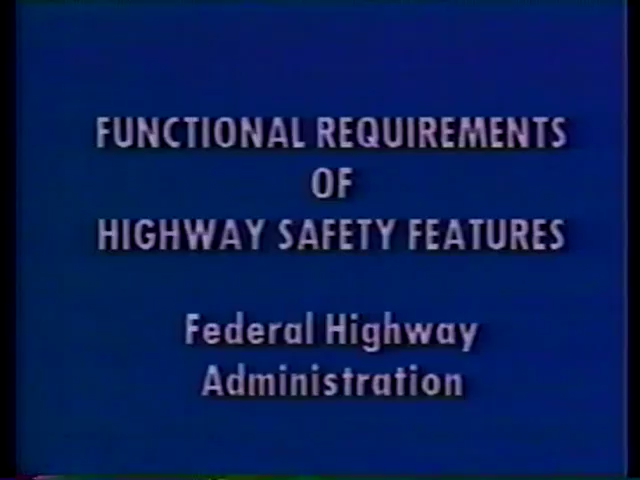 FUNCTIONAL REQUIREMENTS
OF
HIGHWAY SAFETY FEATURES
Federal Highway
Administration